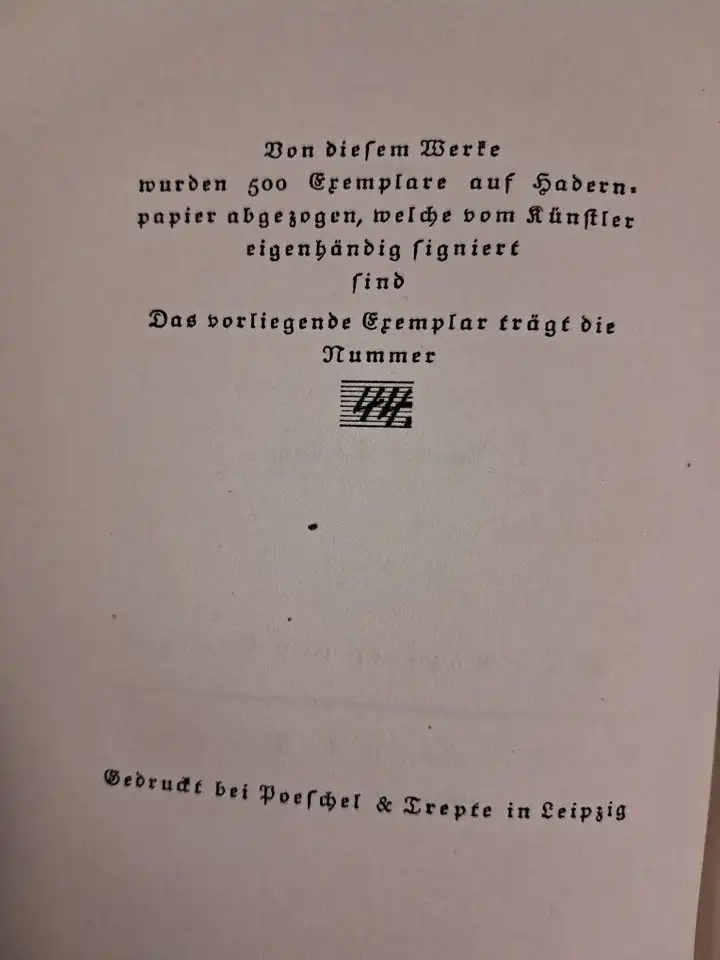 Von diesem Werke
wurden 500 Exemplare auf Hadern-
papier abgezogen, welche vom Künstler
eigenhändig signiert
sind
Das vorliegende Exemplar trägt die
Nummer
Gedruckt bei Poeschel & Trepte in Leipzig